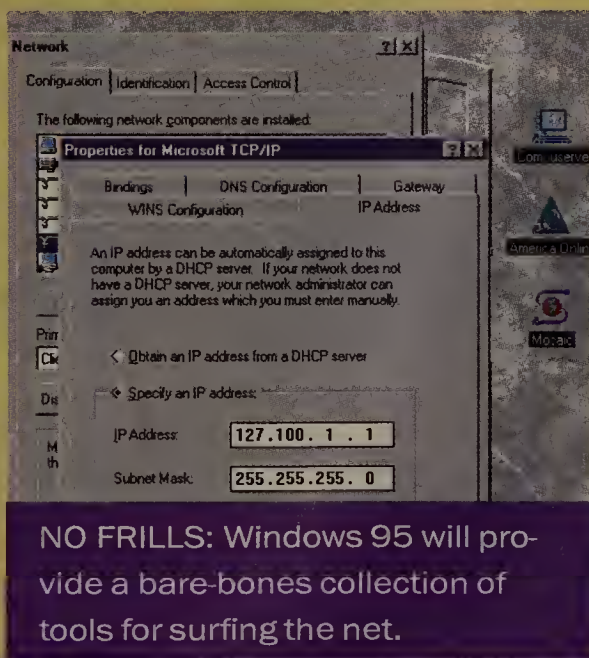 Network
Configuration Identification Access Control
The following network components are installed:
Properties for Microsoft TCP/IP
Bindings DNS Configuration Gateway
WINS Configuration IP Address
An IP address can be automatically assigned to this
computer by a DHCP server. If your network does not
have a DHCP server, your network administrator can
assign you an address which you must enter manually.
Obtain an IP address from a DHCP server
Specify an IP address:
IP Address: 127.100. 1 . 1
Subnet Mask: 255.255.255. 0
Compuserve
America Onlin
Mosaic
NO FRILLS: Windows 95 will pro-
vide a bare-bones collection of
tools for surfing the net.